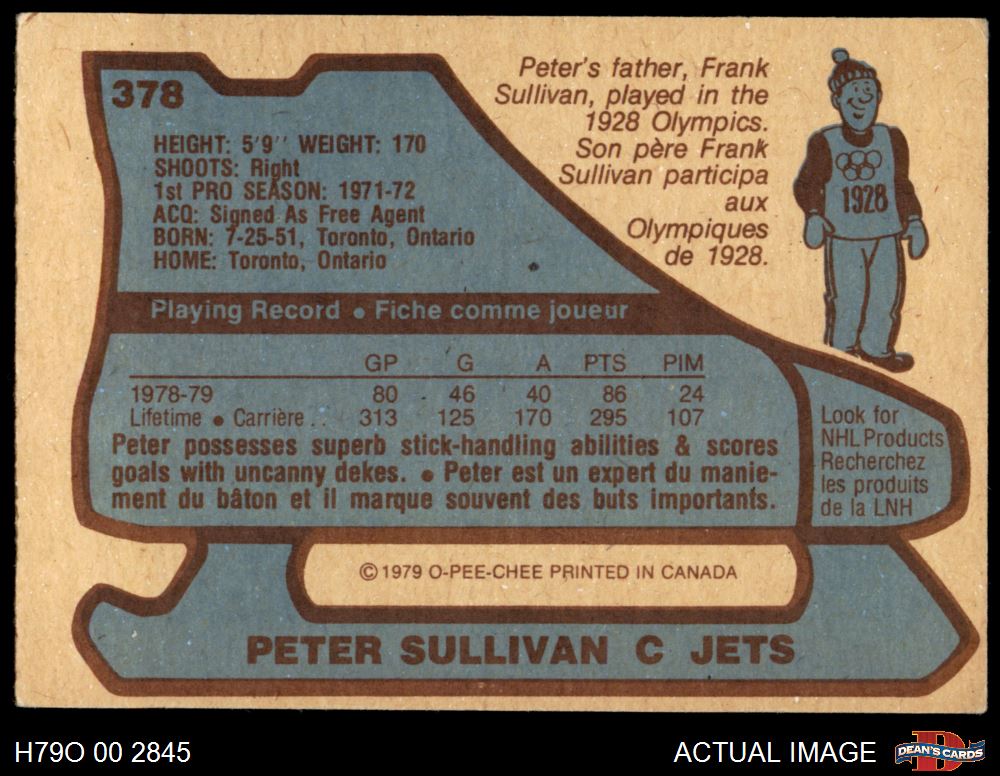 378
HEIGHT: 5'9'' WEIGHT: 170
SHOOTS: Right
1st PRO SEASON: 1971-72
ACQ: Signed As Free Agent
BORN: 7-25-51, Toronto, Ontario
HOME: Toronto, Ontario
Peter's father, Frank
Sullivan, played in the
1928 Olympics.
Son père Frank
Sullivan participa
aux
Olympiques
de 1928.
1928
Playing Record ● Fiche comme joueur
GP G A PTS PIM
1978-79 80 46 40 86 24
Lifetime ● Carrière .. 313 125 170 295 107
Peter possesses superb stick-handling abilities & scores
goals with uncanny dekes. ● Peter est un expert du manie-
ment du bâton et il marque souvent des buts importants.
Look for
NHL Products
Recherchez
les produits
de la LNH
© 1979 O-PEE-CHEE PRINTED IN CANADA
PETER SULLIVAN C JETS
H79O 00 2845
ACTUAL IMAGE
D
DEAN'S CARDS